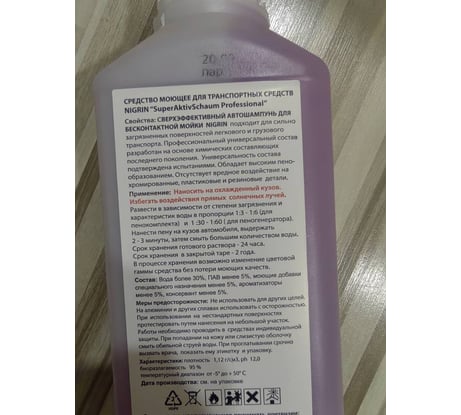 СРЕДСТВО МОЮЩЕЕ ДЛЯ ТРАНСПОРТНЫХ СРЕДСТВ
NIGRIN "SuperAktivSchaum Professional"
Свойства: СВЕРХЭФФЕКТИВНЫЙ АВТОШАМПУНЬ ДЛЯ
БЕСКОНТАКТНОЙ МОЙКИ NIGRIN подходит для сильно
загрязненных поверхностей легкового и грузового
транспорта. Профессиональный универсальный состав
разработан на основе химических составляющих
последнего поколения. Универсальность состава
подтверждена испытаниями. Обладает высоким пено-
образованием. Отсутствует вредное воздействие на
хромированные, пластиковые и резиновые детали.
Применение: Наносить на охлажденный кузов.
Избегать воздействия прямых солнечных лучей.
Развести в зависимости от степени загрязнения и
характеристик воды в пропорции 1:3 - 1:6 (для
пенокомплекта) и 1:30 - 1:60 (для пеногенератора).
Нанести пену на кузов автомобиля, выдержать
2 - 3 минуты, затем смыть большим количеством воды.
Срок хранения готового раствора - 24 часа.
Срок хранения в закрытой таре - 2 года.
В процессе хранения возможно изменение цветовой
гаммы средства без потери моющих качеств.
Состав: Вода более 30%, ПАВ менее 5%, моющие добавки
специального назначения менее 5%, ароматизаторы
менее 5%, консервант менее 5%.
Меры предосторожности: Не использовать для других целей.
На алюминии и других сплавах использовать с осторожностью.
При использовании на нестандартных поверхностях
протестировать путем нанесения на небольшой участок.
Работы необходимо проводить в средствах индивидуальной
защиты. При попадании на кожу или слизистую оболочку
смыть обильной струей воды. При проглатывании срочно
вызвать врача, показать ему этикетку и упаковку.
Характеристики: плотность 1,12 г/см3, ph 12,0
биоразлагаемость 95 %
температурный диапазон от -5° до +50° С
Дата изготовления: см. на упаковке